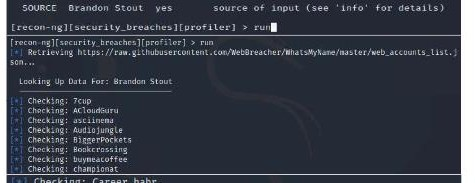 SOURCE Brandon Stout yes source of input (see 'info' for details)
[recon-ng][security_breaches][profiler] > run
[recon-ng][security_breaches][profiler] > run
[*] Retrieving https://raw.githubusercontent.com/WebBreacher/WhatsMyName/master/web_accounts_list.j
son...
Looking Up Data For: Brandon Stout
[*] Checking: 7cup
[*] Checking: ACloudGuru
[*] Checking: asciinema
[*] Checking: Audiojungle
[*] Checking: BiggerPockets
[*] Checking: Bookcrossing
[*] Checking: buymeacoffee
[*] Checking: championat
[*] Checking: Career.habr